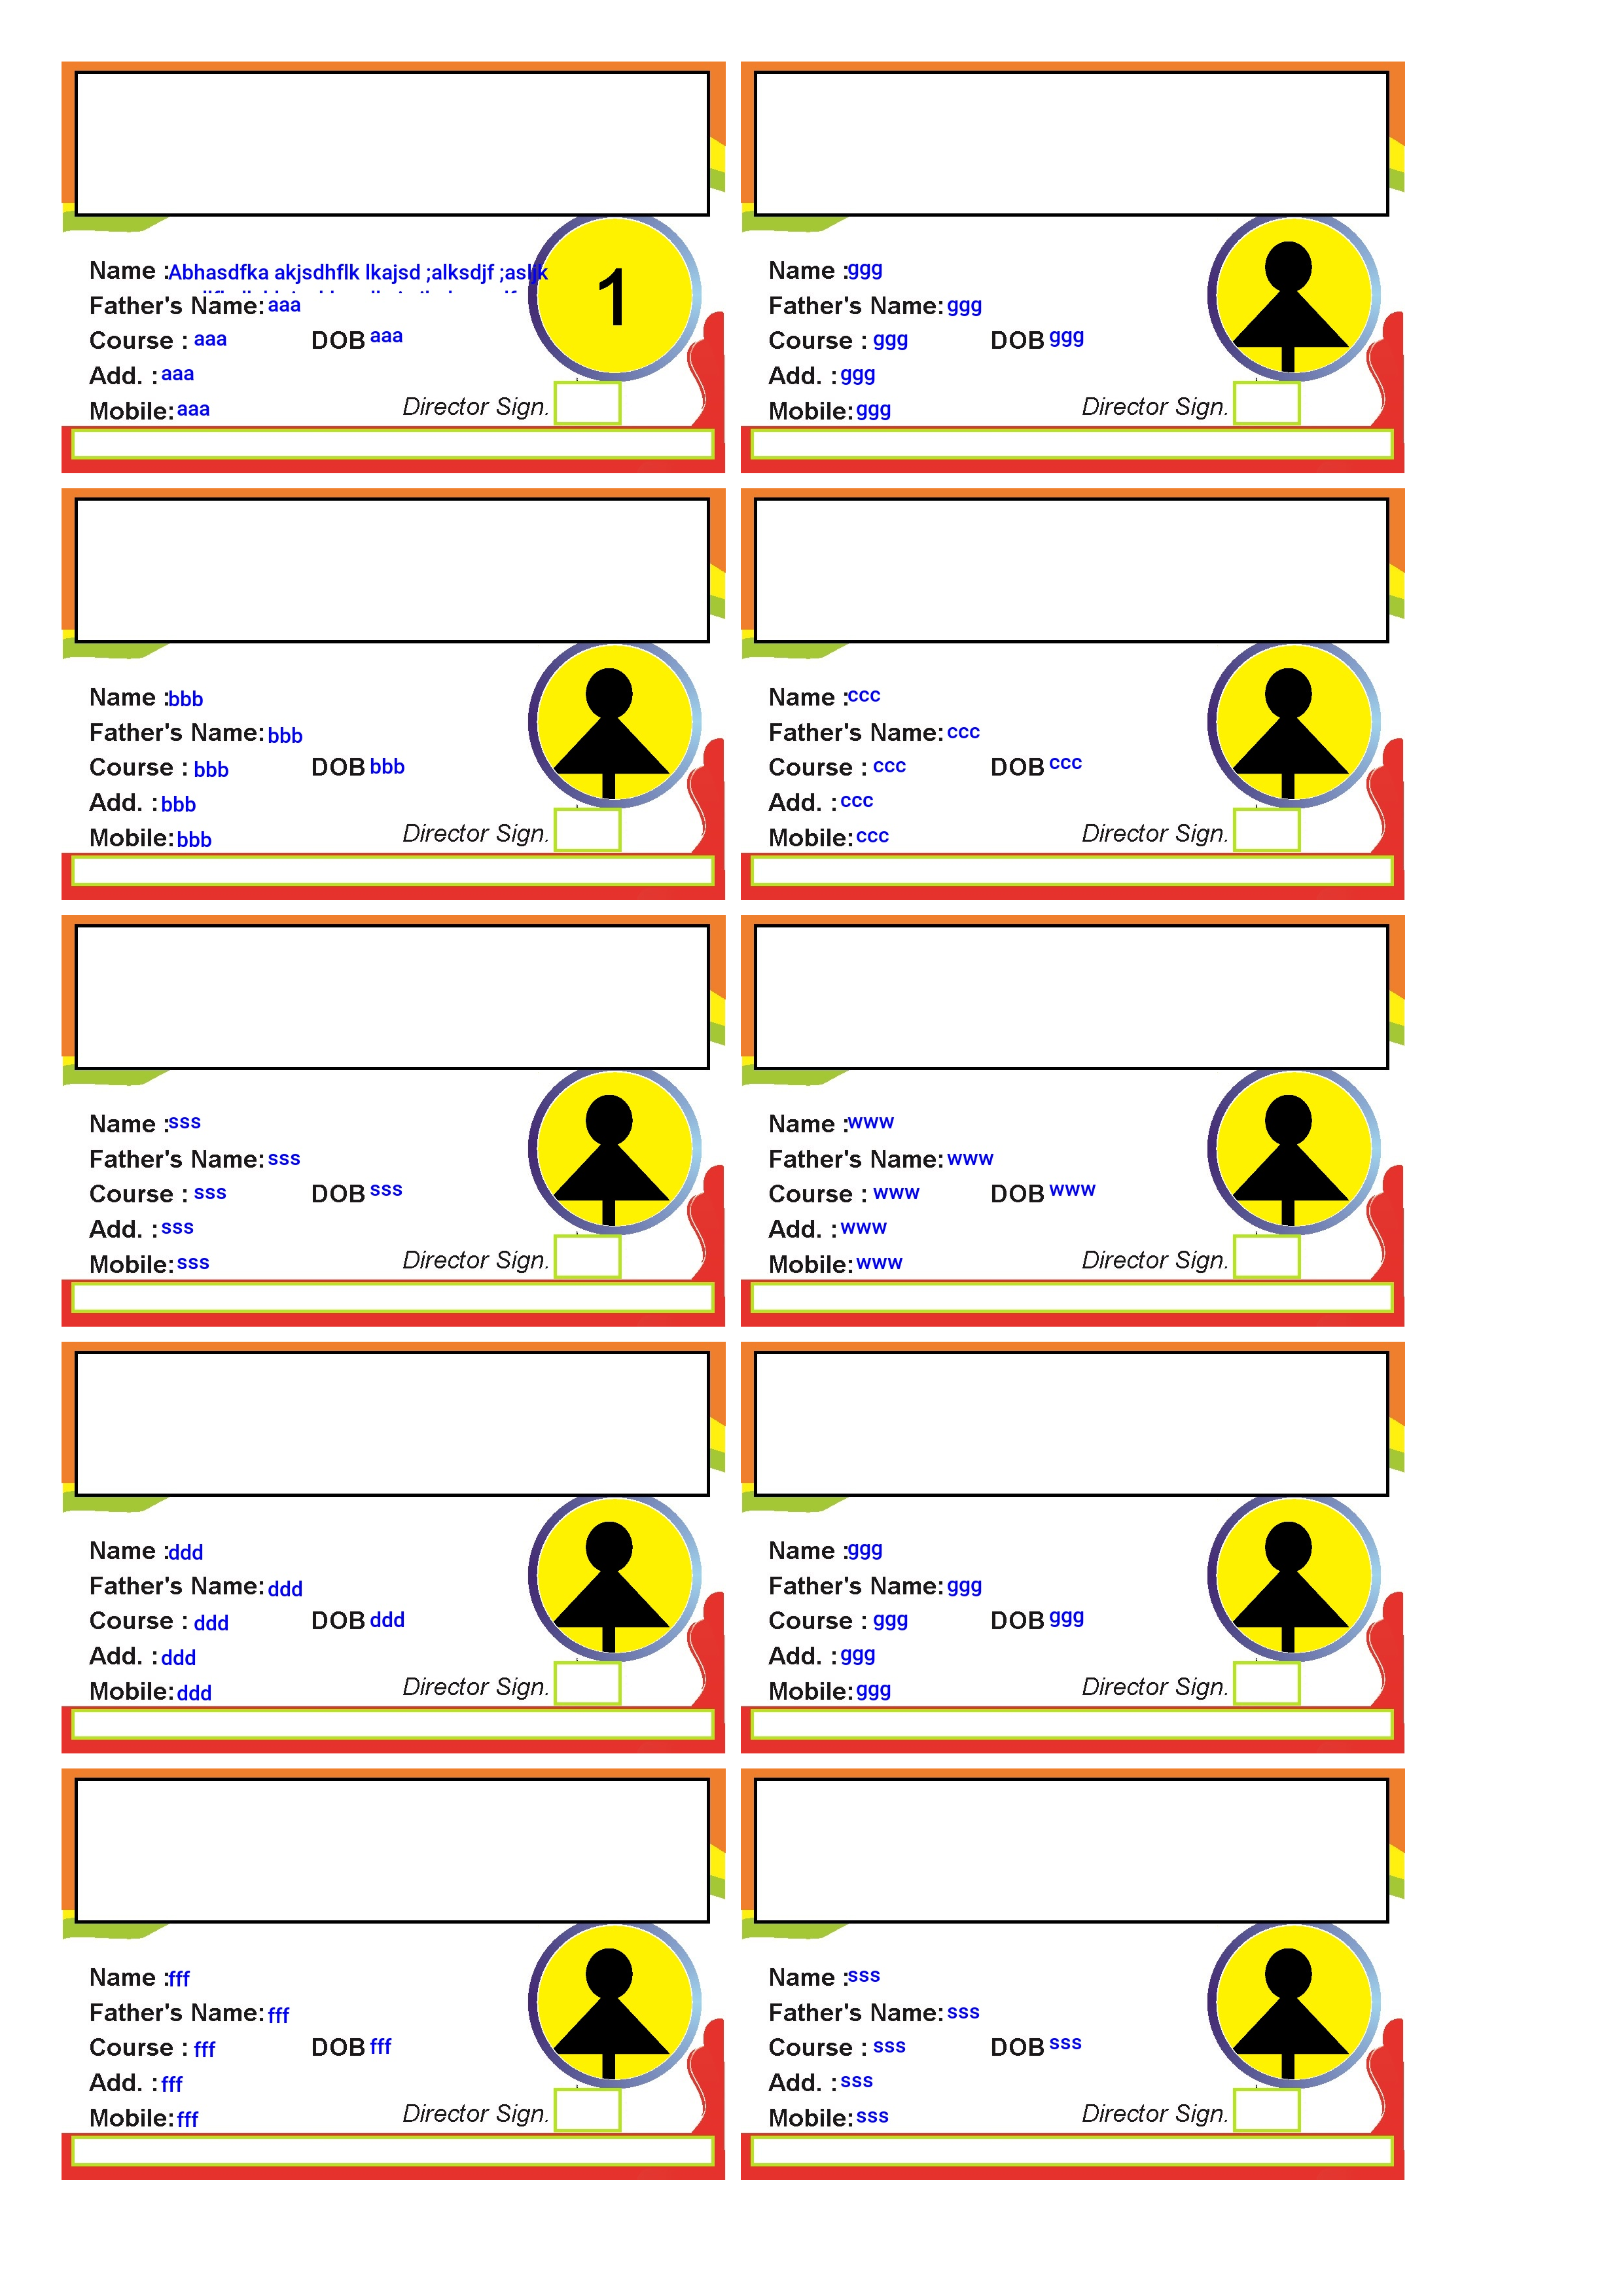 Name :Abhasdfka akjsdhflk lkajsd ;alksdjf ;asljk
Father's Name: aaa
Course : aaa DOB aaa
Add. : aaa
Mobile: aaa
Director Sign.
1
Name :ggg
Father's Name: ggg
Course : ggg DOB ggg
Add. : ggg
Mobile: ggg
Director Sign.
Name :bbb
Father's Name: bbb
Course : bbb DOB bbb
Add. : bbb
Mobile: bbb
Director Sign.
Name :ccc
Father's Name: ccc
Course : ccc DOB ccc
Add. : ccc
Mobile: ccc
Director Sign.
Name :sss
Father's Name: sss
Course : sss DOB sss
Add. : sss
Mobile: sss
Director Sign.
Name :www
Father's Name: www
Course : www DOB www
Add. : www
Mobile: www
Director Sign.
Name :ddd
Father's Name: ddd
Course : ddd DOB ddd
Add. : ddd
Mobile: ddd
Director Sign.
Name :ggg
Father's Name: ggg
Course : ggg DOB ggg
Add. : ggg
Mobile: ggg
Director Sign.
Name :fff
Father's Name: fff
Course : fff DOB fff
Add. : fff
Mobile: fff
Director Sign.
Name :sss
Father's Name: sss
Course : sss DOB sss
Add. : sss
Mobile: sss
Director Sign.